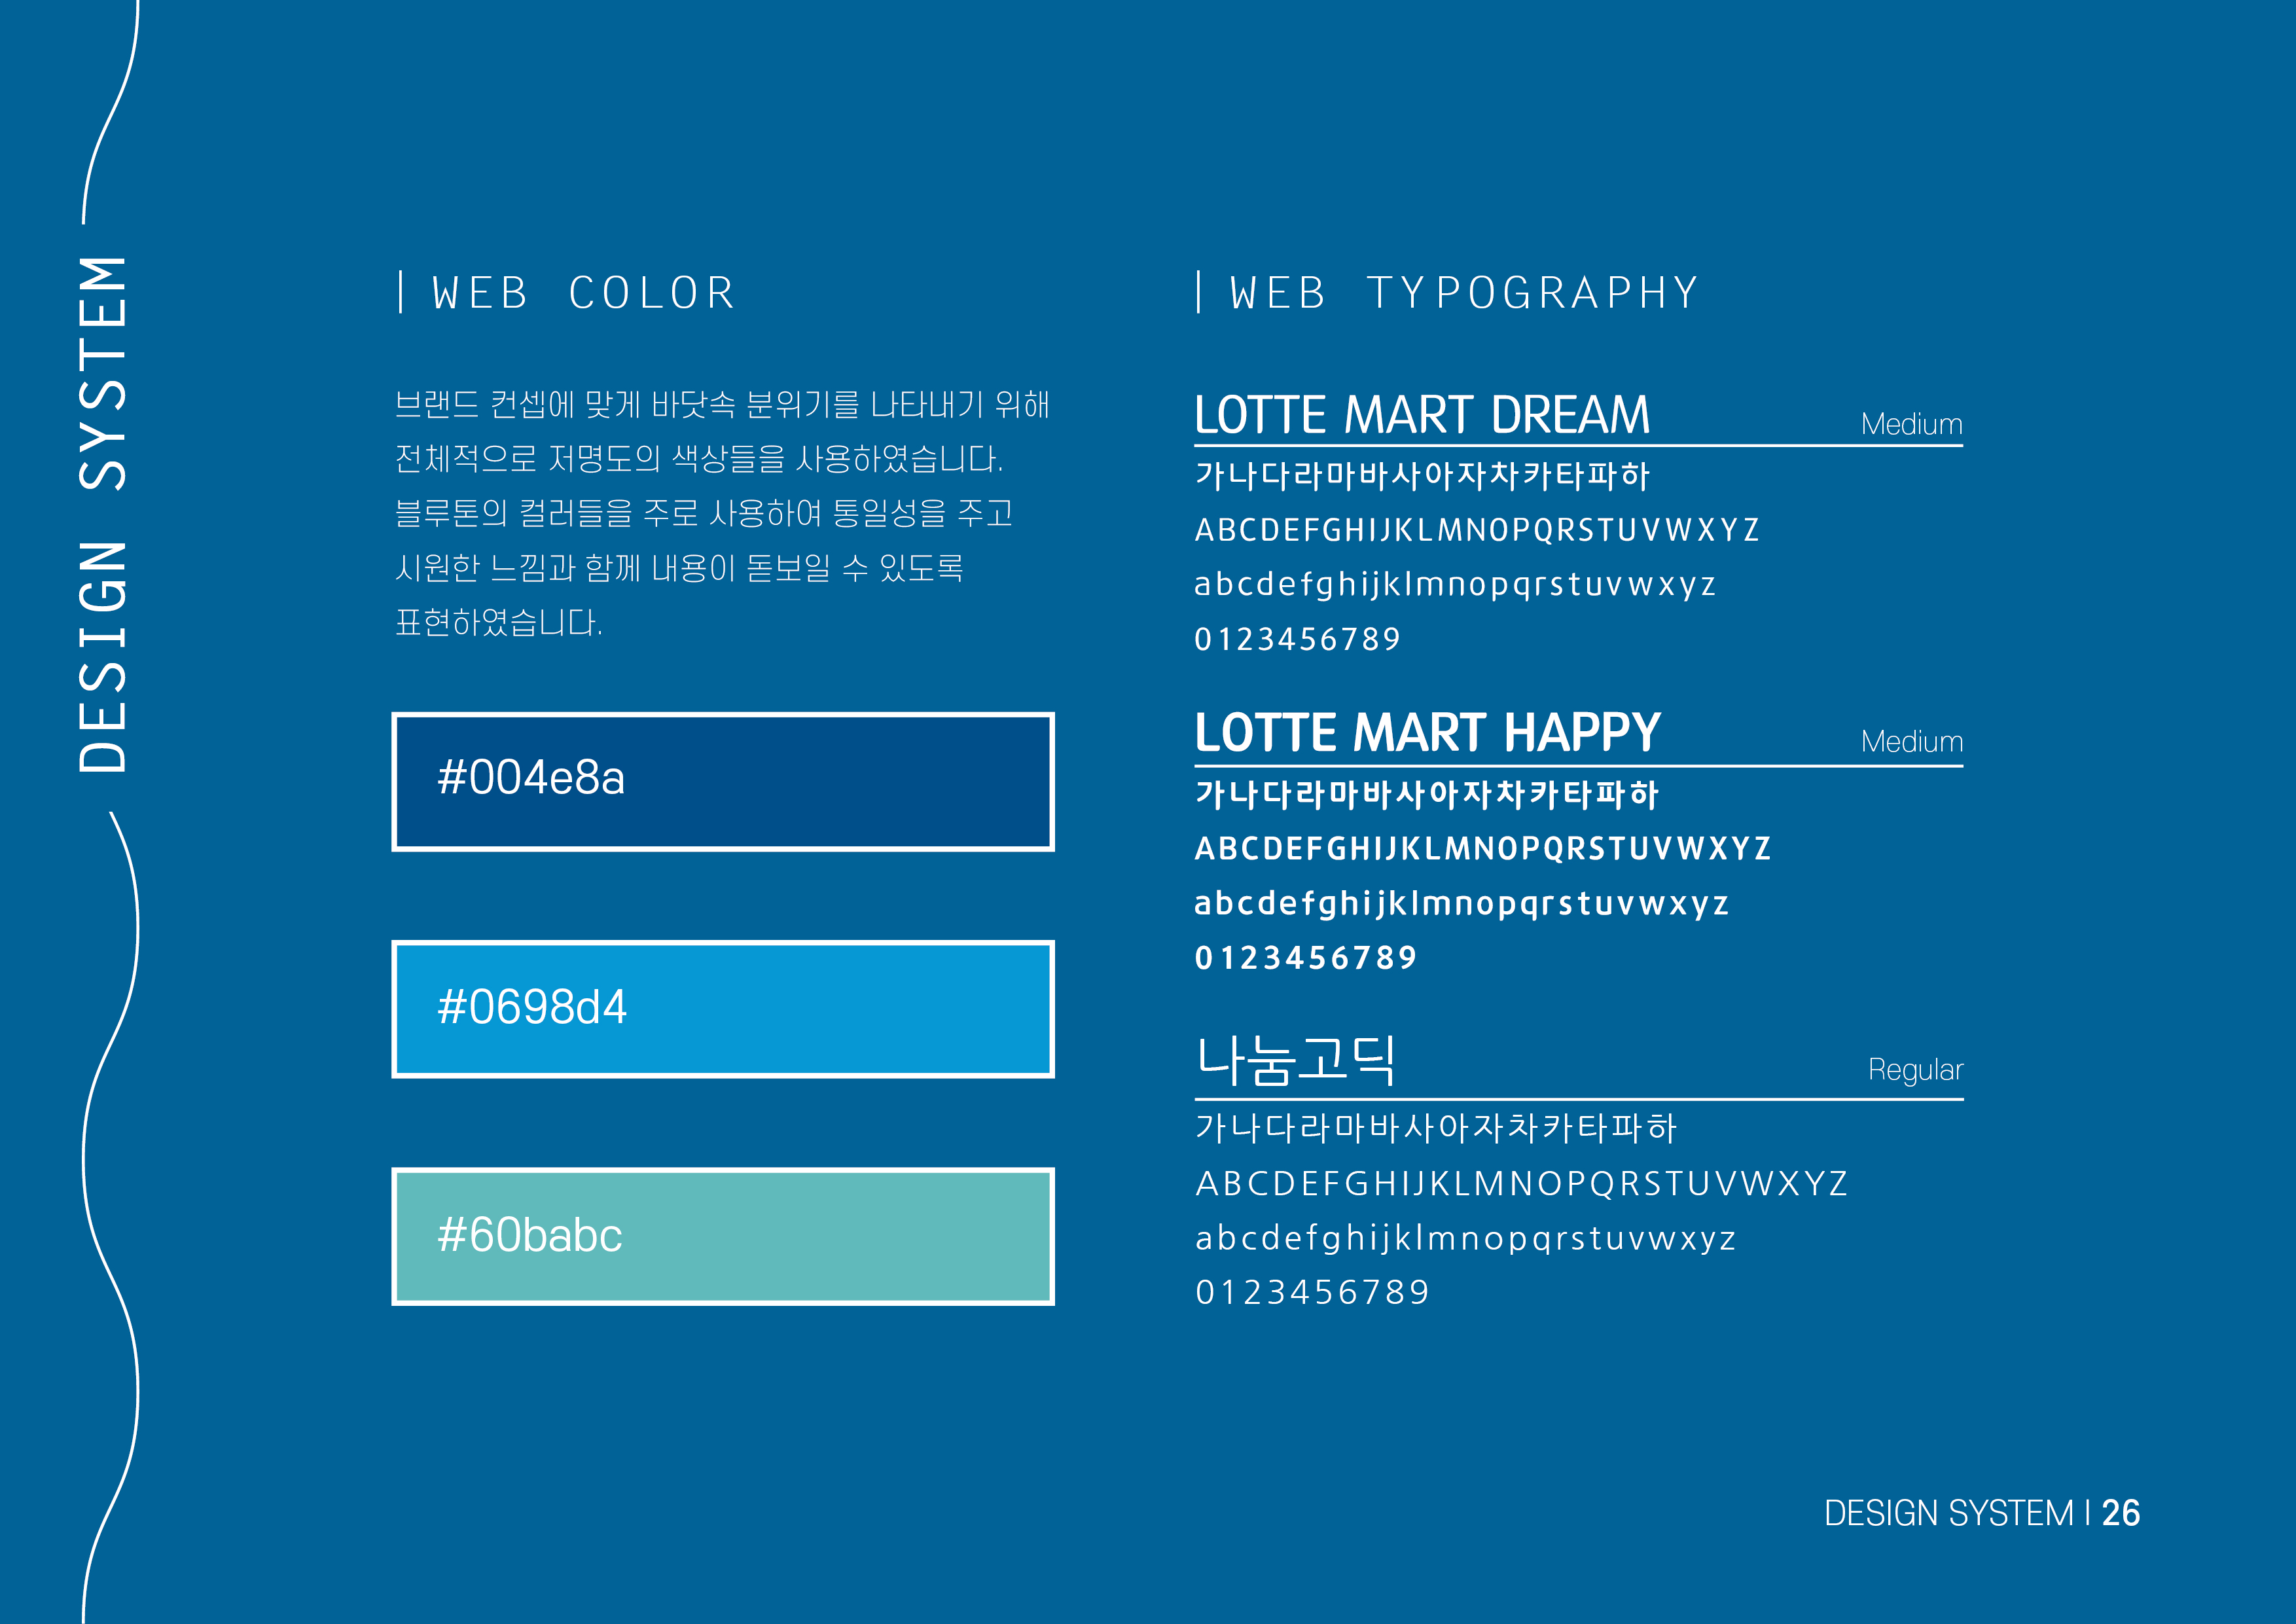 DESIGN SYSTEM
| WEB COLOR
브랜드 컨셉에 맞게 바닷속 분위기를 나타내기 위해
전체적으로 저명도의 색상들을 사용하였습니다.
블루톤의 컬러들을 주로 사용하여 통일성을 주고
시원한 느낌과 함께 내용이 돋보일 수 있도록
표현하였습니다.
#004e8a
#0698d4
#60babc
| WEB TYPOGRAPHY
LOTTE MART DREAM Medium
가나다라마바사아자차카타파하
ABCDEFGHIJKLMNOPQRSTUVWXYZ
abcdefghijklmnopqrstuvwxyz
0123456789
LOTTE MART HAPPY Medium
가나다라마바사아자차카타파하
ABCDEFGHIJKLMNOPQRSTUVWXYZ
abcdefghijklmnopqrstuvwxyz
0123456789
나눔고딕 Regular
가나다라마바사아자차카타파하
ABCDEFGHIJKLMNOPQRSTUVWXYZ
abcdefghijklmnopqrstuvwxyz
0123456789
DESIGN SYSTEM | 26